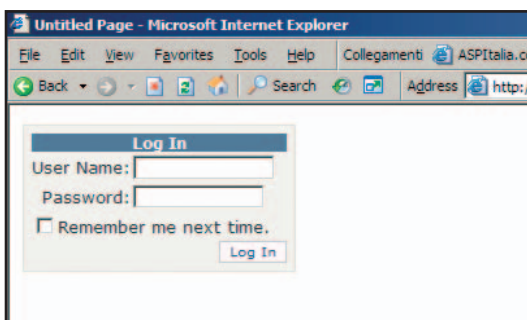 Untitled Page - Microsoft Internet Explorer
File Edit View Favorites Tools Help Collegamenti ASPItalia.co
Back Search Address http:/
Log In
User Name:
Password:
Remember me next time.
Log In